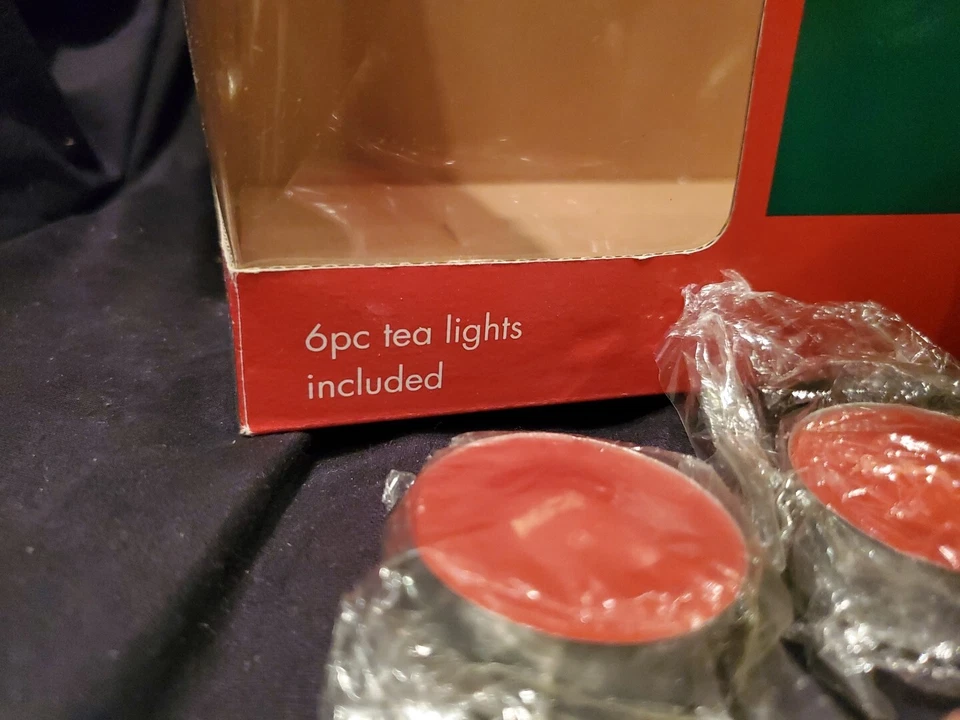 6pc tea lights
included